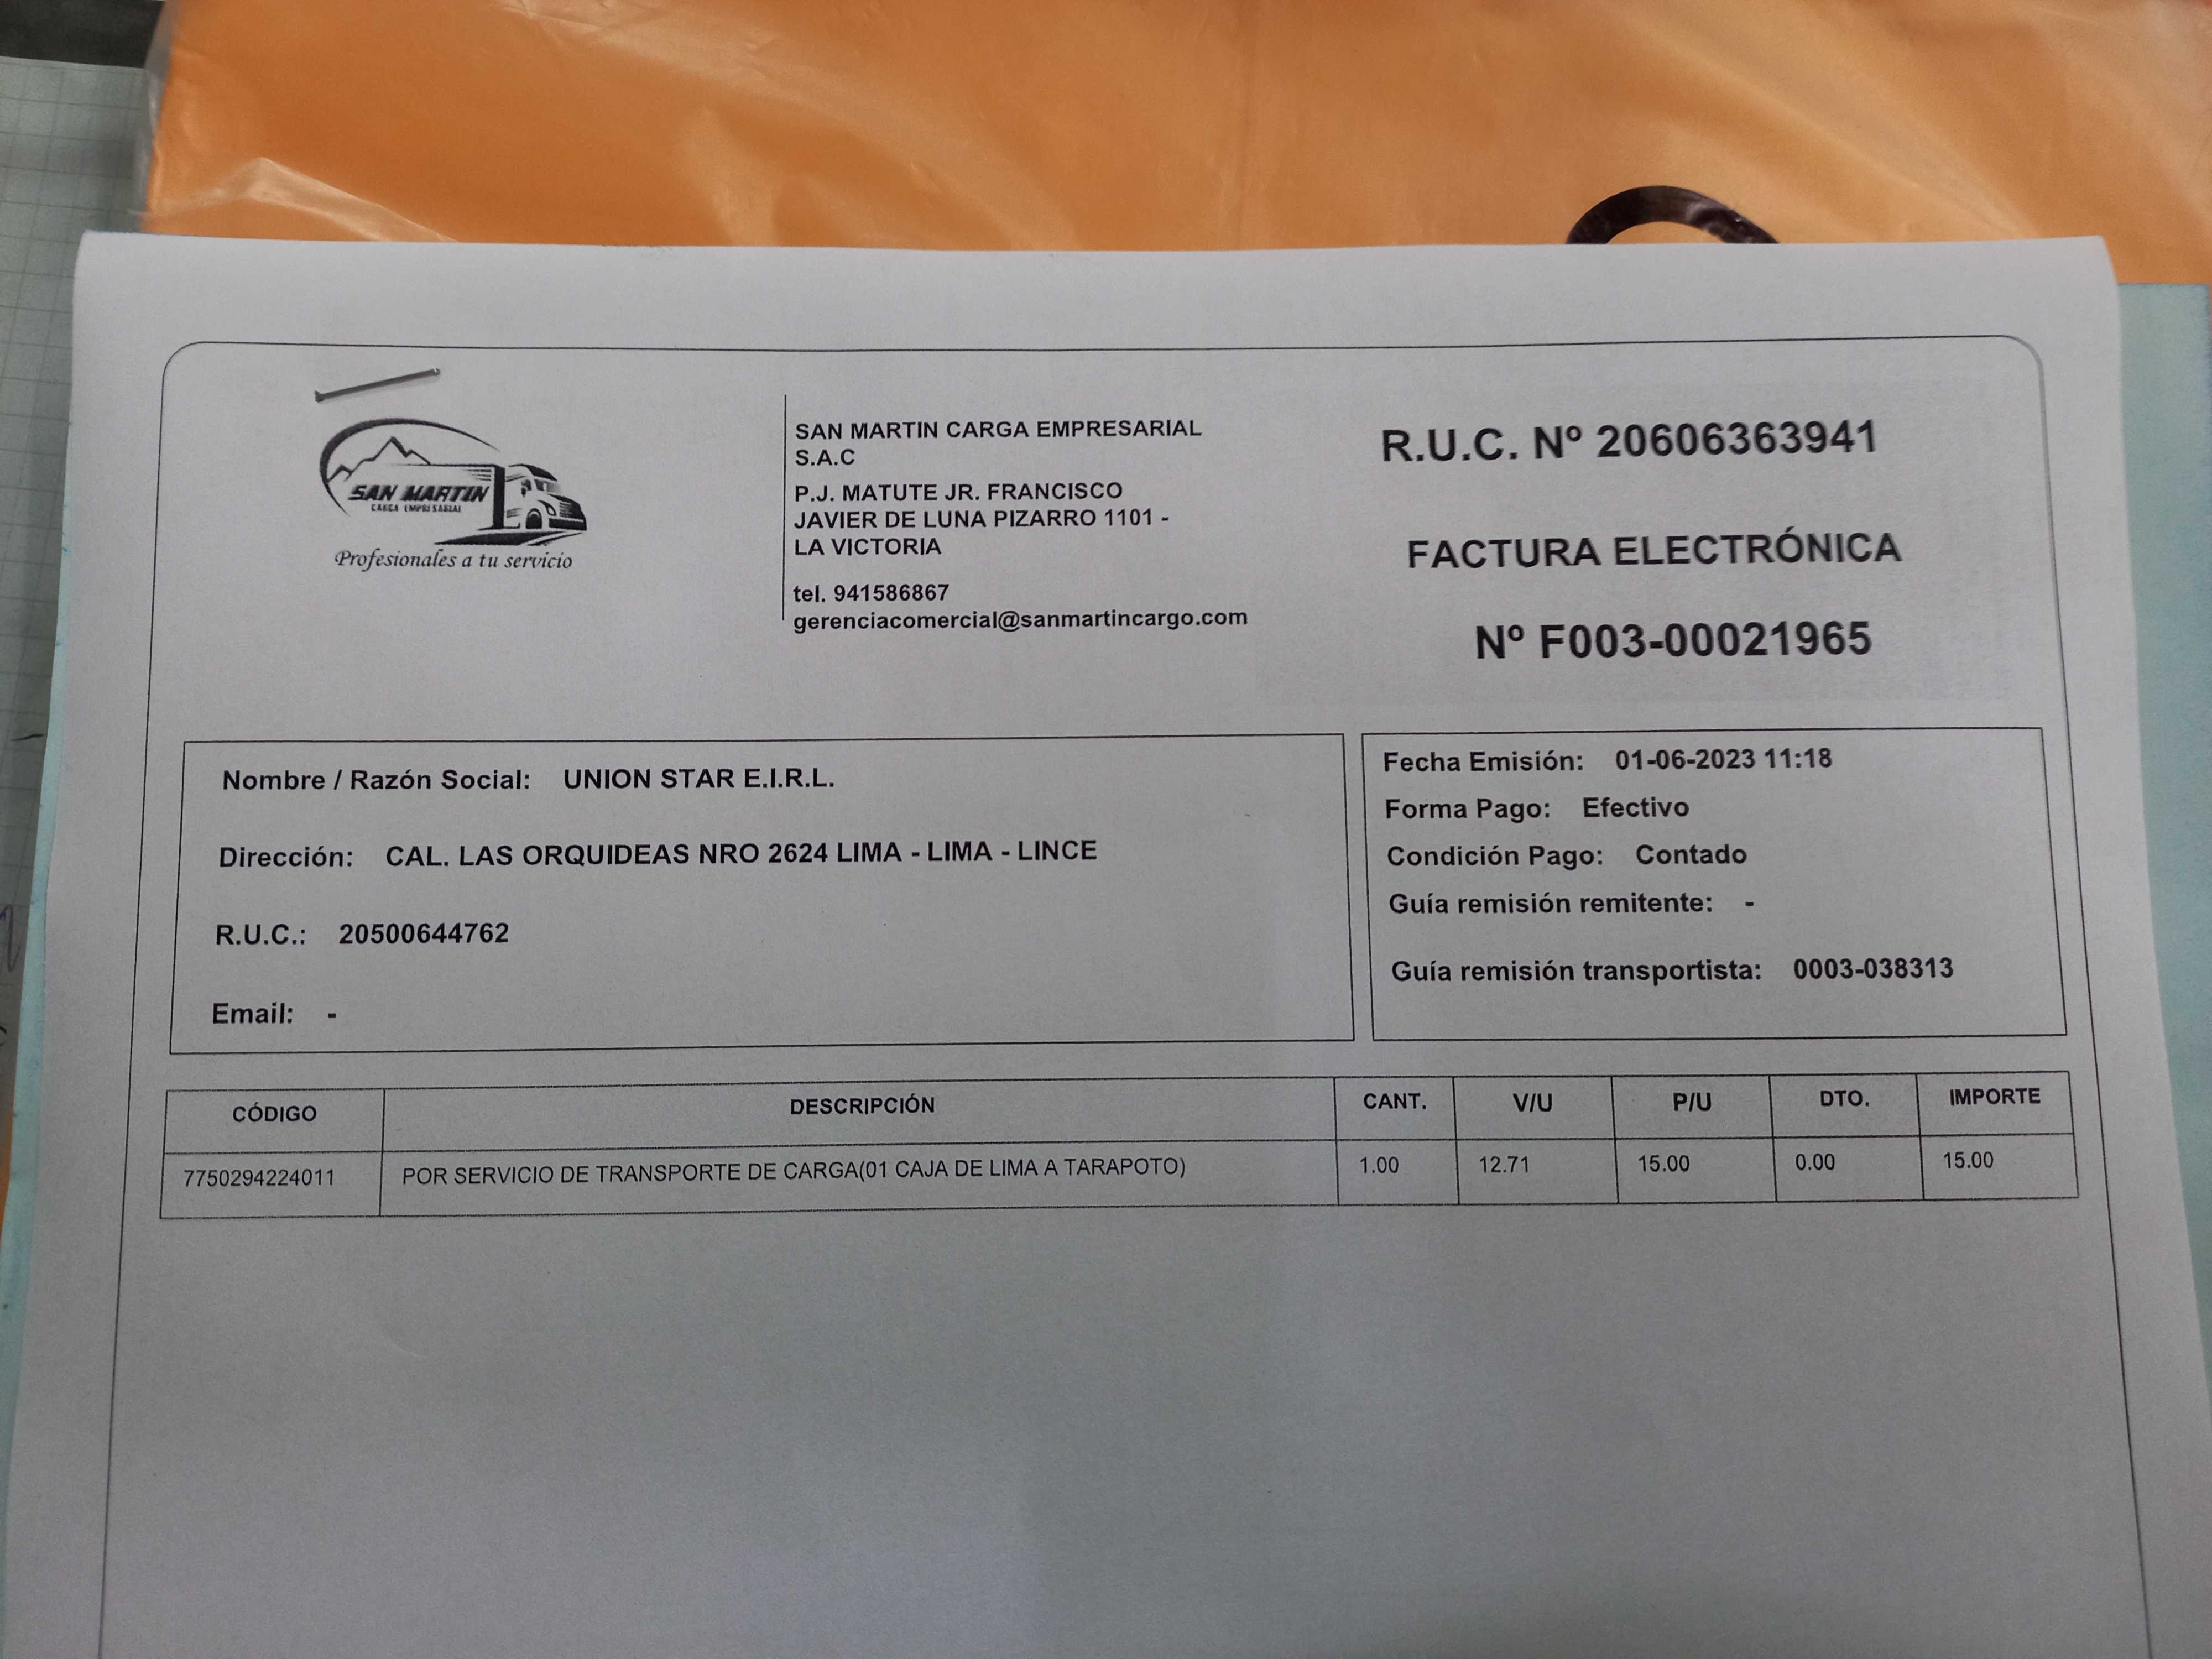 SAN MARTIN
CARGA EMPRESARIAL
Profesionales a tu servicio
SAN MARTIN CARGA EMPRESARIAL
S.A.C
P.J. MATUTE JR. FRANCISCO
JAVIER DE LUNA PIZARRO 1101 -
LA VICTORIA
tel. 941586867
gerenciacomercial@sanmartincargo.com
R.U.C. Nº 20606363941
FACTURA ELECTRÓNICA
Nº F003-00021965
Nombre / Razón Social: UNION STAR E.I.R.L.
Dirección: CAL. LAS ORQUIDEAS NRO 2624 LIMA - LIMA - LINCE
R.U.C.: 20500644762
Email: -
Fecha Emisión: 01-06-2023 11:18
Forma Pago: Efectivo
Condición Pago: Contado
Guía remisión remitente: -
Guía remisión transportista: 0003-038313
CÓDIGO DESCRIPCIÓN CANT. V/U P/U DTO. IMPORTE
7750294224011 POR SERVICIO DE TRANSPORTE DE CARGA(01 CAJA DE LIMA A TARAPOTO) 1.00 12.71 15.00 0.00 15.00